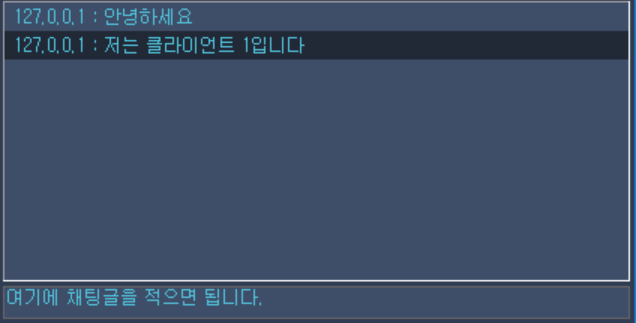 127.0.0.1 : 안녕하세요
127.0.0.1 : 저는 클라이언트 1입니다
여기에 채팅글을 적으면 됩니다.